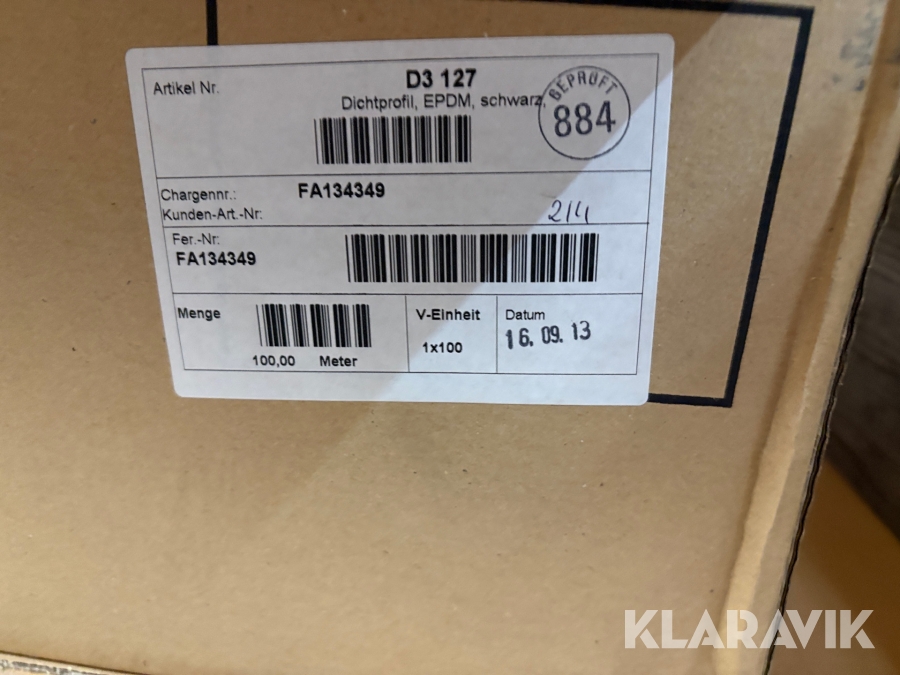 Artikel Nr.
D3 127
Dichtprofil, EPDM, schwarz,
GEPRÜFT
884
Chargennr.:
FA134349
Kunden-Art.-Nr:
214
Fer.-Nr:
FA134349
Menge
100,00 Meter
V-Einheit
1x100
Datum
16. 09. 13
KLARAVIK